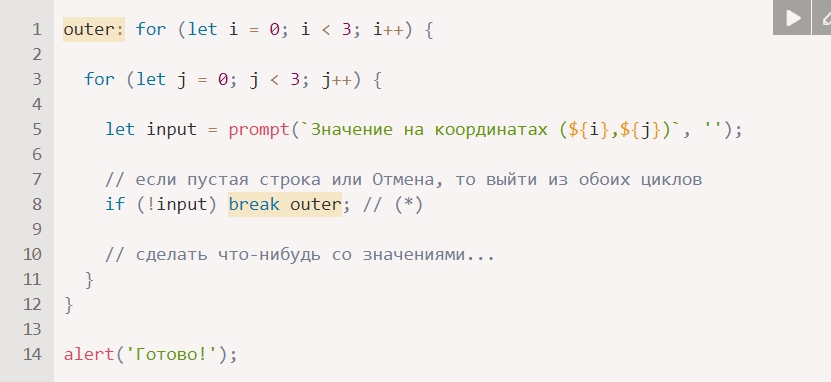 1 outer: for (let i = 0; i < 3; i++) {
2
3 for (let j = 0; j < 3; j++) {
4
5 let input = prompt(`Значение на координатах (${i},${j})`, '');
6
7 // если пустая строка или Отмена, то выйти из обоих циклов
8 if (!input) break outer; // (*)
9
10 // сделать что-нибудь со значениями...
11 }
12 }
13
14 alert('Готово!');